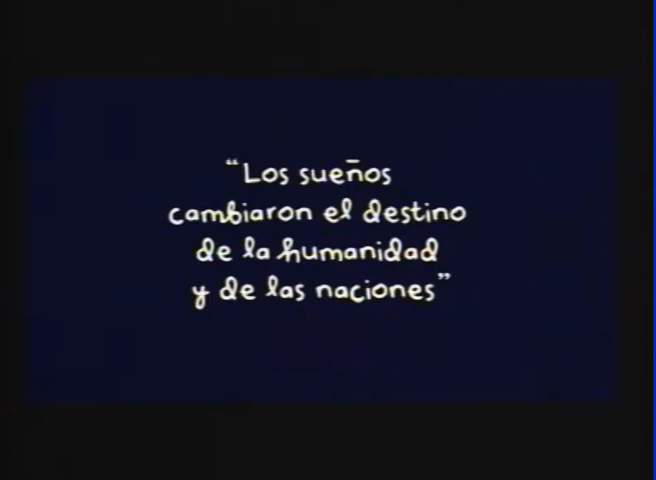 “Los sueños
cambiaron el destino
de la humanidad
y de las naciones”